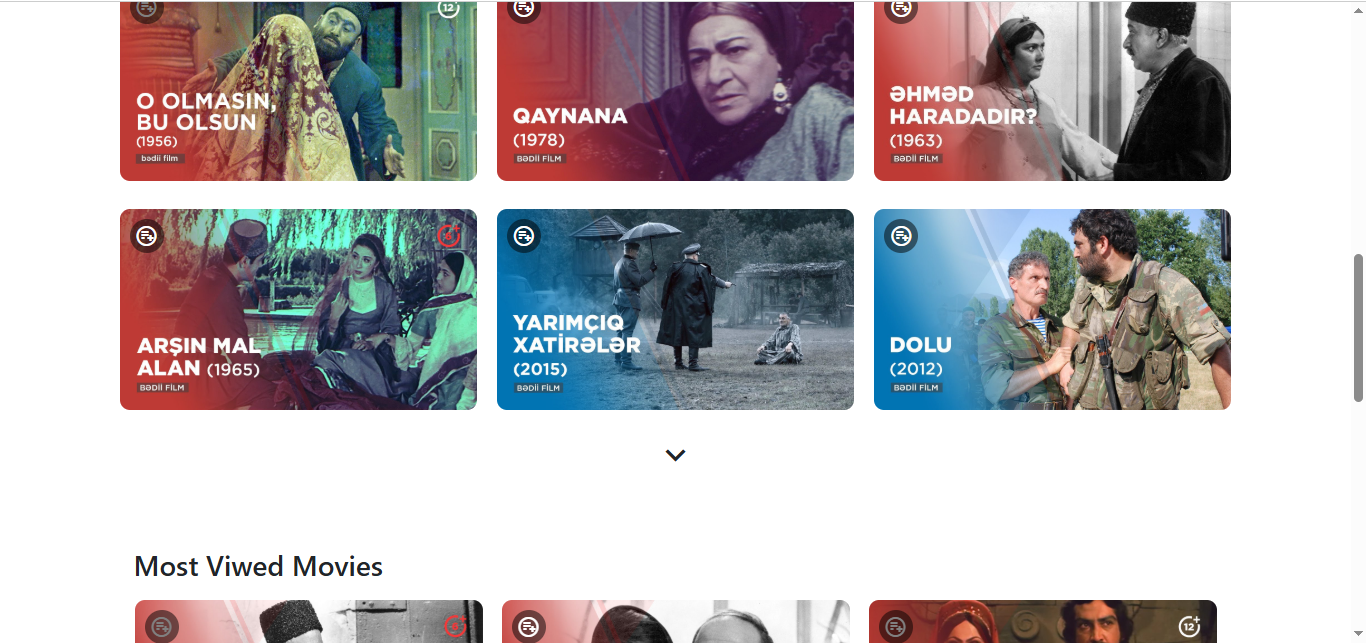 12+
O OLMASIN,
BU OLSUN
(1956)
bədii film
QAYNANA
(1978)
BƏDİİ FİLM
ƏHMƏD
HARADADIR?
(1963)
BƏDİİ FİLM
6+
ARŞIN MAL
ALAN (1965)
BƏDİİ FİLM
YARIMÇIQ
XATİRƏLƏR
(2015)
BƏDİİ FİLM
DOLU
(2012)
BƏDİİ FİLM
Most Viwed Movies
6+
12+